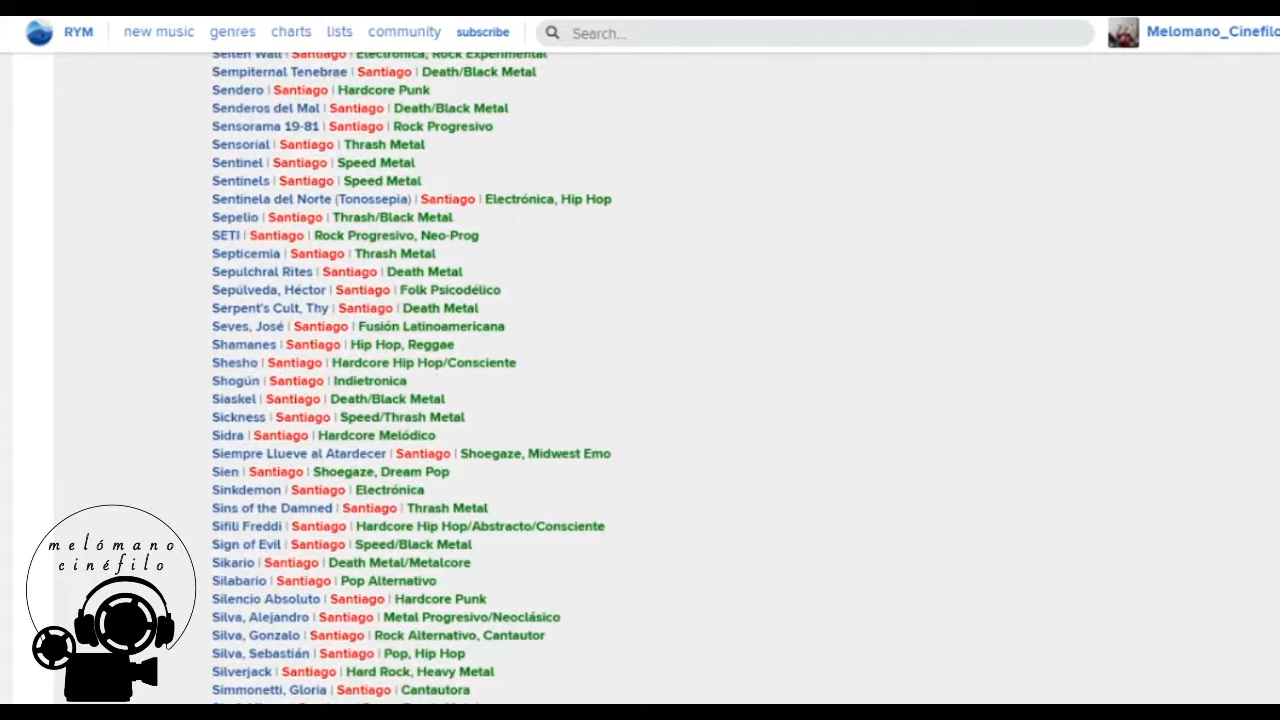 RYM new music genres charts lists community subscribe Search... Melomano_Cinefilo
Seiten Wall | Santiago | Electrónica, Rock Experimental
Sempiternal Tenebrae | Santiago | Death/Black Metal
Sendero | Santiago | Hardcore Punk
Senderos del Mal | Santiago | Death/Black Metal
Sensorama 19-81 | Santiago | Rock Progresivo
Sensorial | Santiago | Thrash Metal
Sentinel | Santiago | Speed Metal
Sentinels | Santiago | Speed Metal
Sentinela del Norte (Tonossepia) | Santiago | Electrónica, Hip Hop
Sepelio | Santiago | Thrash/Black Metal
SETI | Santiago | Rock Progresivo, Neo-Prog
Septicemia | Santiago | Thrash Metal
Sepulchral Rites | Santiago | Death Metal
Sepúlveda, Héctor | Santiago | Folk Psicodélico
Serpent's Cult, Thy | Santiago | Death Metal
Seves, José | Santiago | Fusión Latinoamericana
Shamanes | Santiago | Hip Hop, Reggae
Shesho | Santiago | Hardcore Hip Hop/Consciente
Shogún | Santiago | Indietronica
Siaskel | Santiago | Death/Black Metal
Sickness | Santiago | Speed/Thrash Metal
Sidra | Santiago | Hardcore Melódico
Siempre Llueve al Atardecer | Santiago | Shoegaze, Midwest Emo
Sien | Santiago | Shoegaze, Dream Pop
Sinkdemon | Santiago | Electrónica
Sins of the Damned | Santiago | Thrash Metal
Sifili Freddi | Santiago | Hardcore Hip Hop/Abstracto/Consciente
Sign of Evil | Santiago | Speed/Black Metal
Sikario | Santiago | Death Metal/Metalcore
Silabario | Santiago | Pop Alternativo
Silencio Absoluto | Santiago | Hardcore Punk
Silva, Alejandro | Santiago | Metal Progresivo/Neoclásico
Silva, Gonzalo | Santiago | Rock Alternativo, Cantautor
Silva, Sebastián | Santiago | Pop, Hip Hop
Silverjack | Santiago | Hard Rock, Heavy Metal
Simmonetti, Gloria | Santiago | Cantautora
melómano
cinéfilo